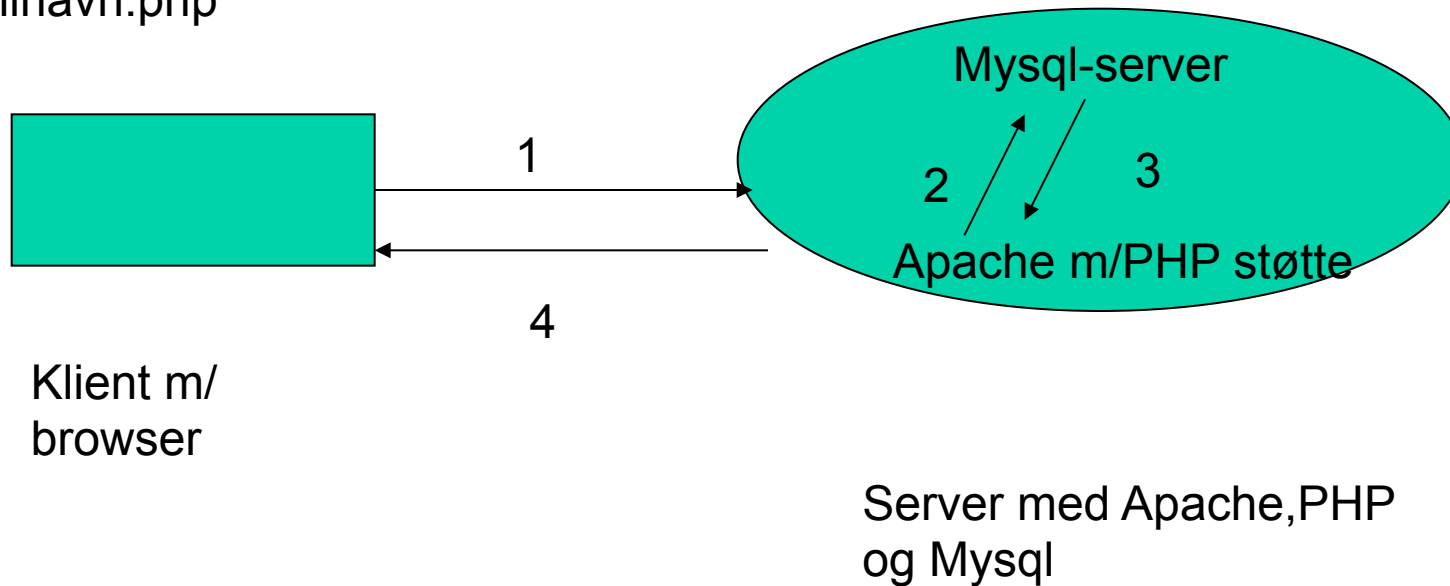 Mysql-server
1
2
3
Apache m/PHP støtte
4
Klient m/
browser
Server med Apache,PHP
og Mysql